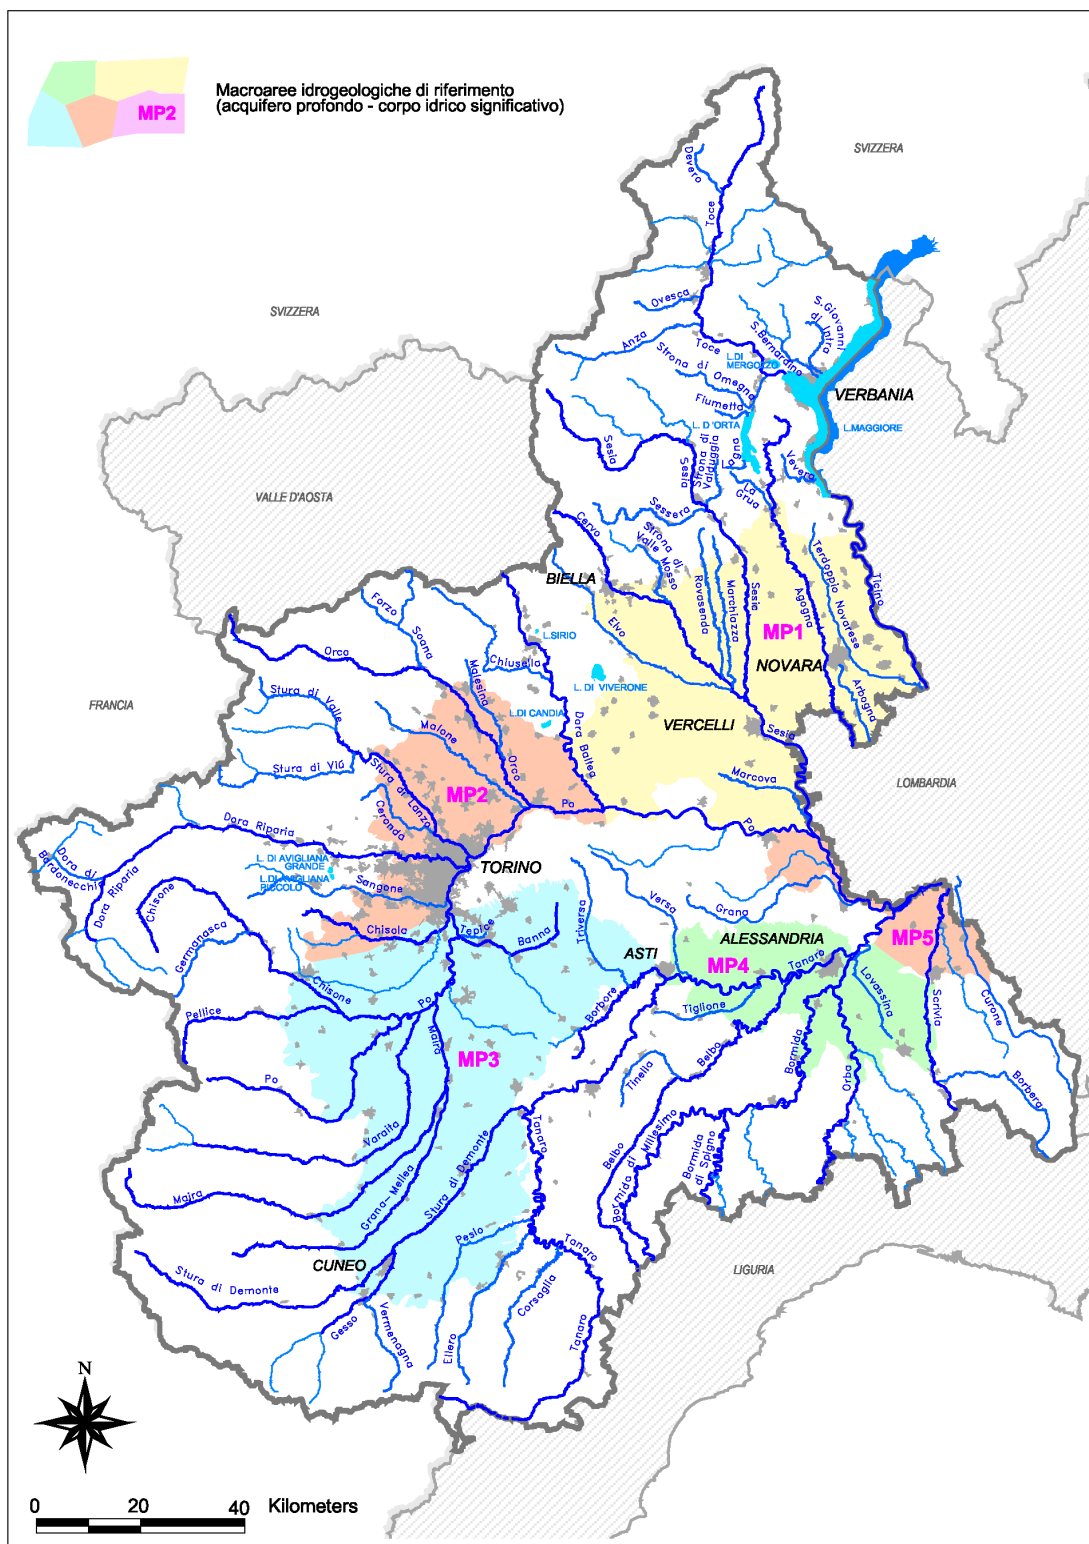 Macroaree idrogeologiche di riferimento
(acquifero profondo - corpo idrico significativo)
MP2
SVIZZERA
Devero
Toce
SVIZZERA
Ovesca
Anza
Toce
S.Giovanni
di Intra
S.Bernardino
L.DI
MERGOZZO
Strona di Omegna
Fiumetta
VERBANIA
L. D'ORTA
L.MAGGIORE
Sesia
Sesia
Strona di
Valduggia
Lagna
La
Grua
Vevera
VALLE D'AOSTA
Sessera
Cervo
Strona di
Valle Mosso
Rovasenda
Marchiazza
Sesia
Agogna
Terdoppio Novarese
Ticino
BIELLA
MP1
NOVARA
Elvo
Arbogna
Forzo
Soana
Orco
L.SIRIO
Chiusella
Malesina
L. DI VIVERONE
FRANCIA
Stura di Valle
L.DI CANDIA
VERCELLI
Sesia
Malone
Dora Balteg
Orco
Stura di Viù
MP2
Stura di Lanzo
Ceronda
Po
Marcova
LOMBARDIA
Po
Dora Riparia
Dora di
Bardonecchia
Dora Riparia
L. DI AVIGLIANA
GRANDE
L.DI AVIGLIANA
PICCOLO
TORINO
Sangone
Chisone
Versa
Grana
Triversa
Chisola
Tepice
Banna
Germanasca
ASTI
ALESSANDRIA
MP4
MP5
Tanaro
Lovassina
Chisone
Po
Pellice
Borbore
Tiglione
Scrivia
Curone
Maira
MP3
Po
Tinella
Belbo
Bormida
Orba
Borbera
Varaita
Tanaro
Belbo
Bormida di Millesimo
Bormida
di Spigno
Maira
Grana-Mellea
Stura di Demonte
Pesio
Tanaro
CUNEO
Stura di Demonte
Corsaglia
LIGURIA
Gesso
Vermenagna
Ellero
Tanaro
N
0 20 40 Kilometers